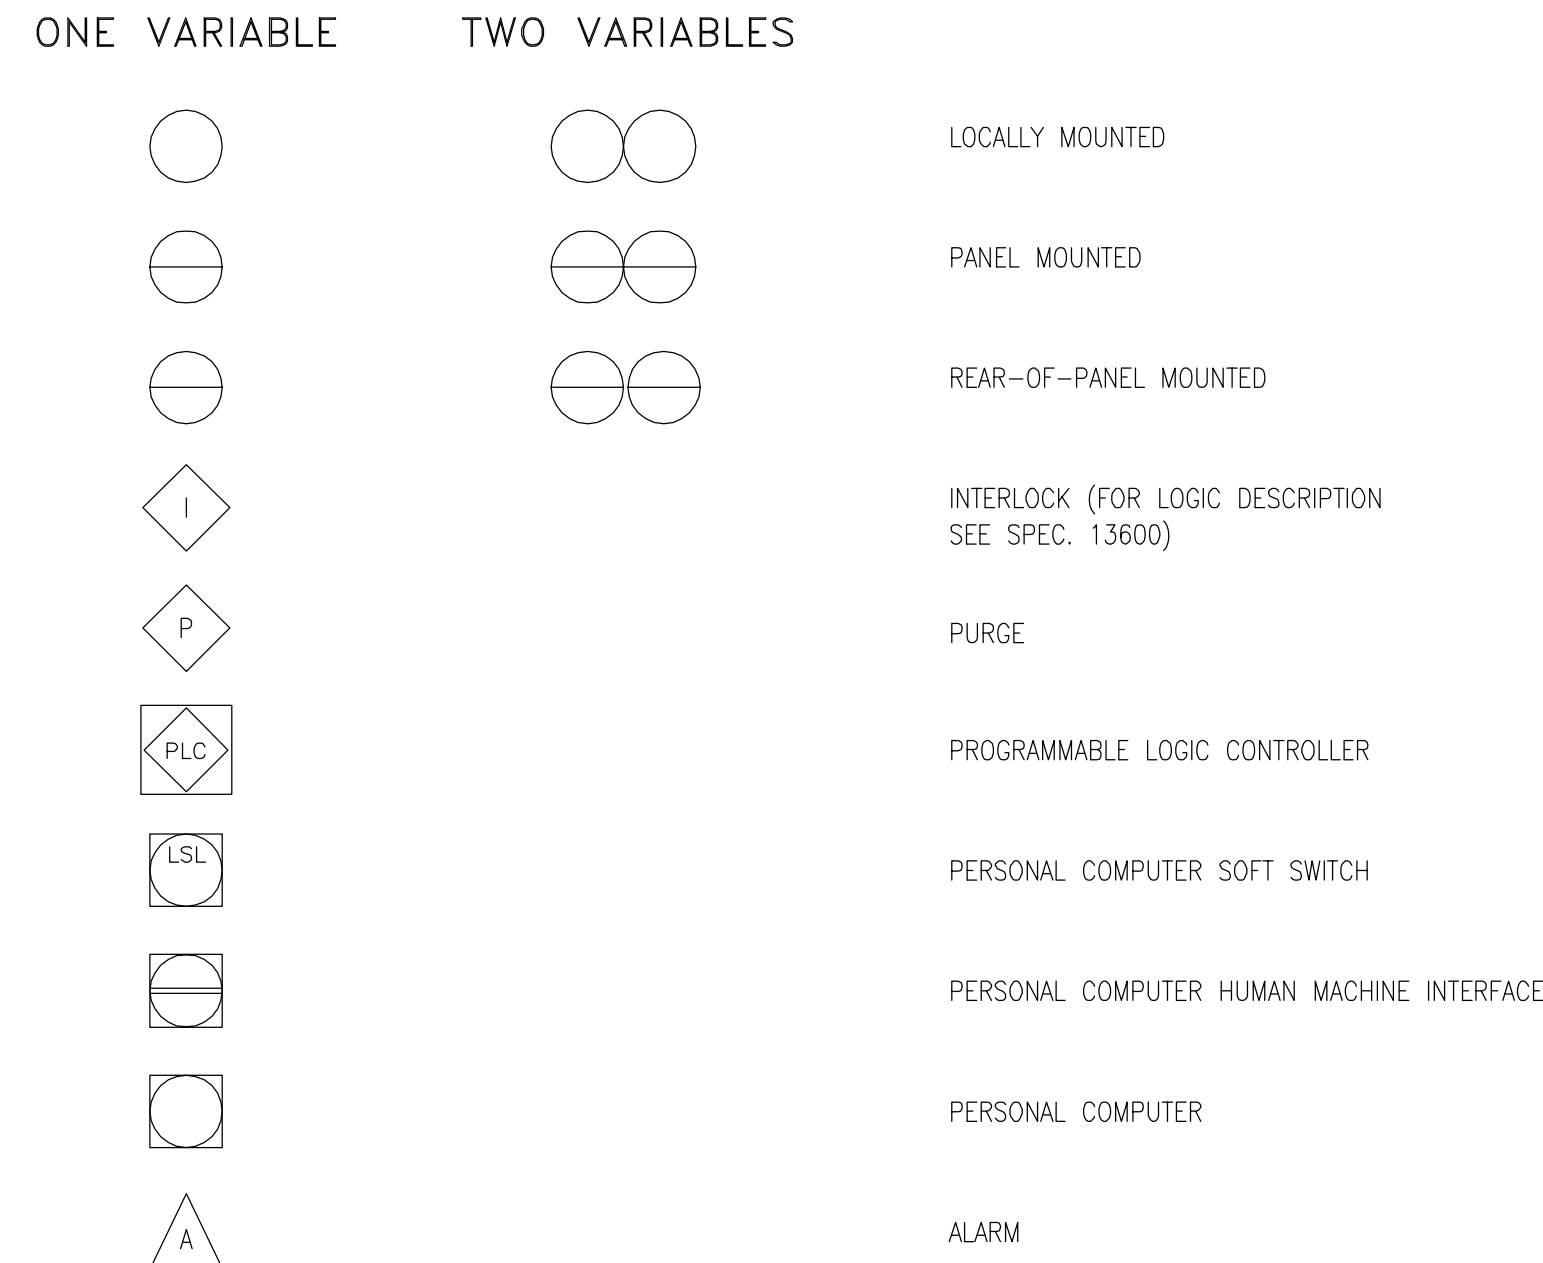 ONE VARIABLE
TWO VARIABLES
LOCALLY MOUNTED
PANEL MOUNTED
REAR-OF-PANEL MOUNTED
I
INTERLOCK (FOR LOGIC DESCRIPTION
SEE SPEC. 13600)
P
PURGE
PLC
PROGRAMMABLE LOGIC CONTROLLER
LSL
PERSONAL COMPUTER SOFT SWITCH
PERSONAL COMPUTER HUMAN MACHINE INTERFACE
PERSONAL COMPUTER
A
ALARM